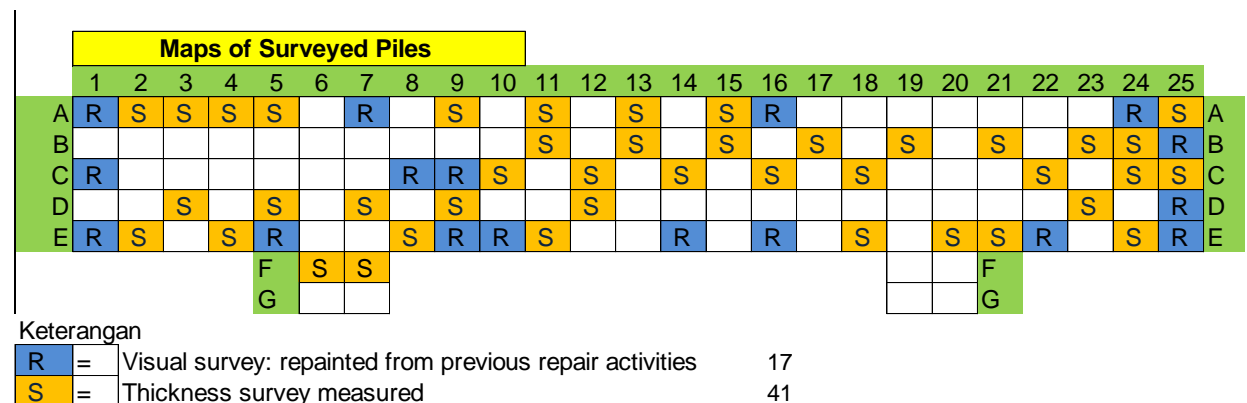 Maps of Surveyed Piles
1 2 3 4 5 6 7 8 9 10 11 12 13 14 15 16 17 18 19 20 21 22 23 24 25
A R S S S S R S S S S R R S A
B S S S S S S S S R B
C R R R S S S S S S S S C
D S S S S S S R D
E R S S R S R R S R R S S S R S R E
F S S F
G G
Keterangan
R = Visual survey: repainted from previous repair activities 17
S = Thickness survey measured 41